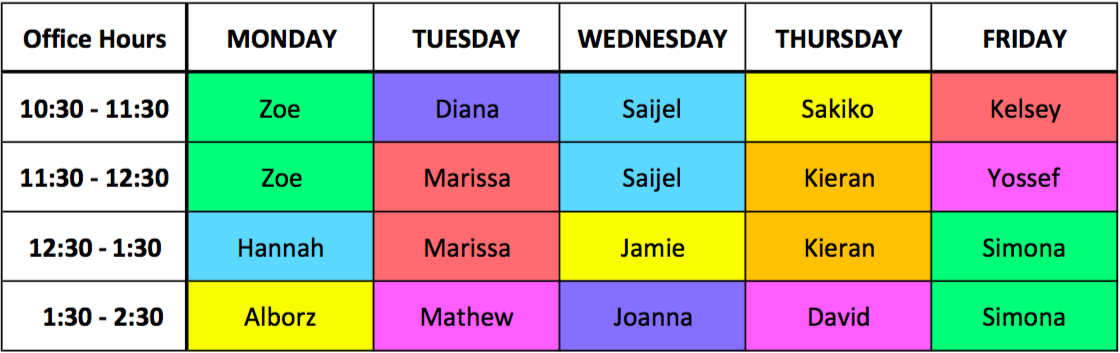 Office Hours MONDAY TUESDAY WEDNESDAY THURSDAY FRIDAY
10:30 - 11:30 Zoe Diana Saijel Sakiko Kelsey
11:30 - 12:30 Zoe Marissa Saijel Kieran Yossef
12:30 - 1:30 Hannah Marissa Jamie Kieran Simona
1:30 - 2:30 Alborz Mathew Joanna David Simona